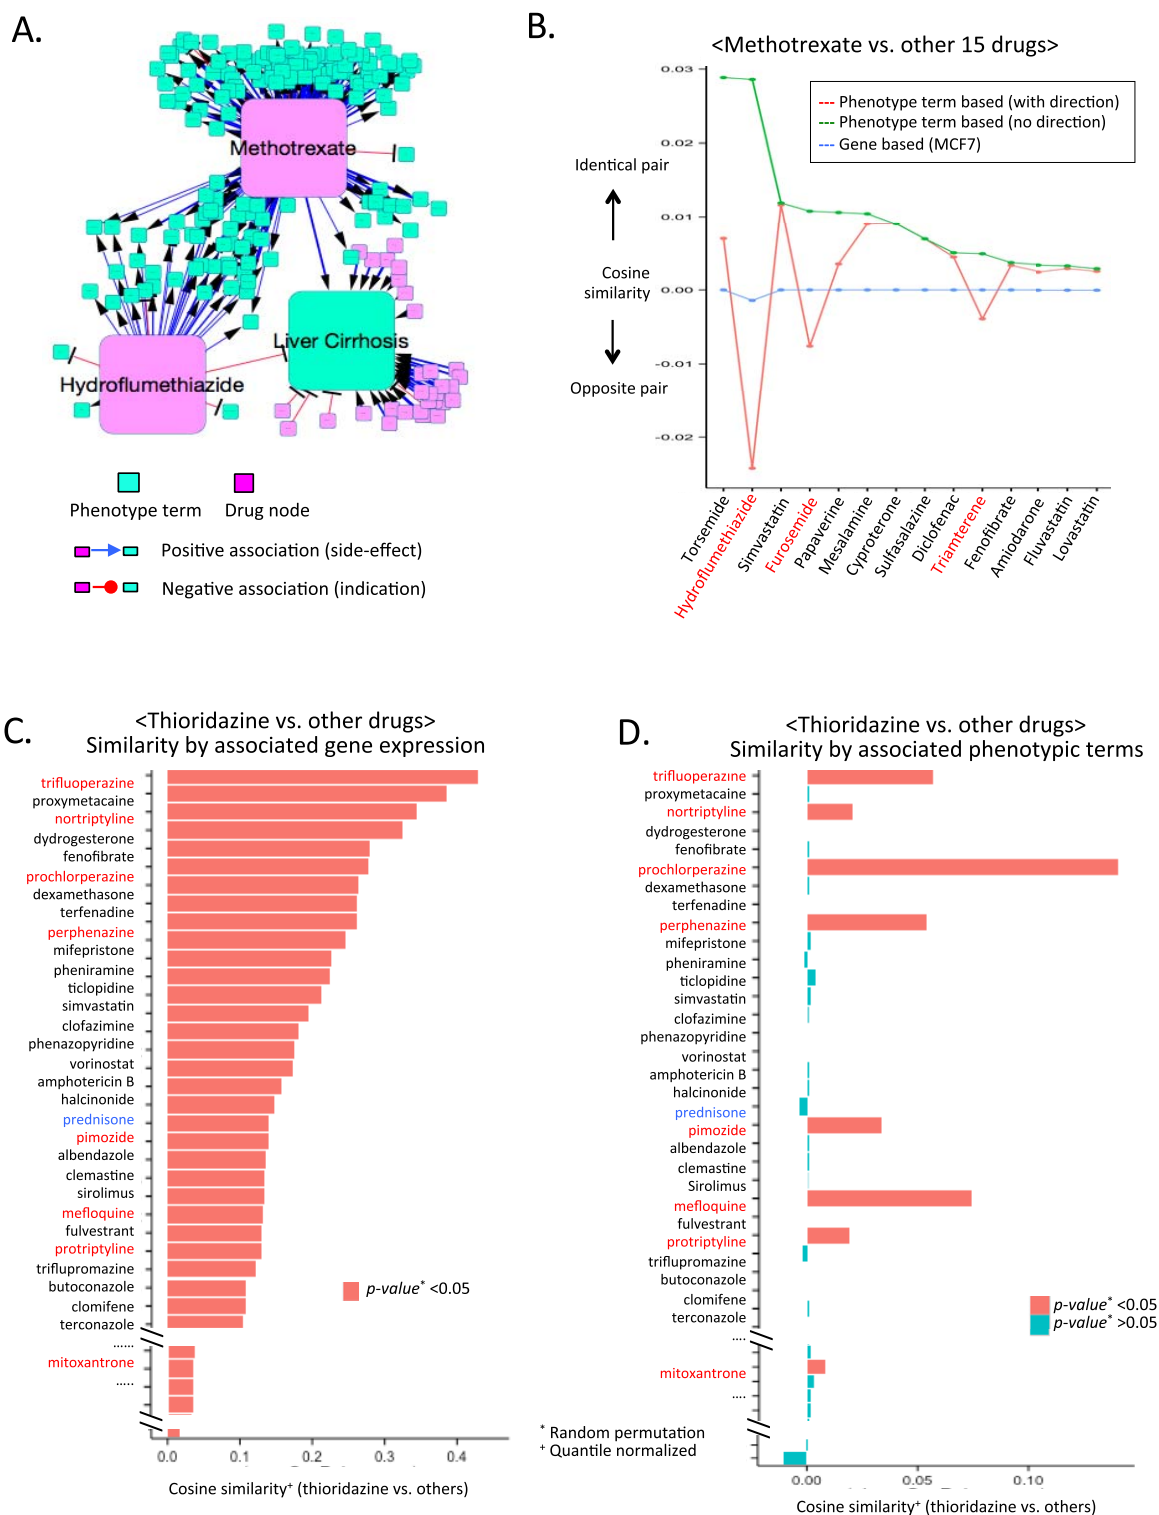 A.
Methotrexate
Liver Cirrhosis
Hydroflumethiazide
Phenotype term
Drug node
Positive association (side-effect)
Negative association (indication)
B.
<Methotrexate vs. other 15 drugs>
0.03
0.02
0.01
0.00
-0.01
-0.02
Identical pair
Cosine
similarity
Opposite pair
Phenotype term based (with direction)
Phenotype term based (no direction)
Gene based (MCF7)
Torsemide
Hydroflumethiazide
Simvastatin
Furosemide
Papaverine
Mesalamine
Cyproterone
Sulfasalazine
Diclofenac
Triamterene
Fenofibrate
Amiodarone
Fluvastatin
Lovastatin
C.
<Thioridazine vs. other drugs>
Similarity by associated gene expression
trifluoperazine
proxymetacaine
nortriptyline
dydrogesterone
fenofibrate
prochlorperazine
dexamethasone
terfenadine
perphenazine
mifepristone
pheniramine
ticlopidine
simvastatin
clofazimine
phenazopyridine
vorinostat
amphotericin B
halcinonide
prednisone
pimozide
albendazole
clemastine
sirolimus
mefloquine
fulvestrant
protriptyline
triflupromazine
butoconazole
clomifene
terconazole
......
mitoxantrone
.....
p-value* <0.05
0.0
0.1
0.2
0.3
0.4
Cosine similarity+ (thioridazine vs. others)
D.
<Thioridazine vs. other drugs>
Similarity by associated phenotypic terms
trifluoperazine
proxymetacaine
nortriptyline
dydrogesterone
fenofibrate
prochlorperazine
dexamethasone
terfenadine
perphenazine
mifepristone
pheniramine
ticlopidine
simvastatin
clofazimine
phenazopyridine
vorinostat
amphotericin B
halcinonide
prednisone
pimozide
albendazole
clemastine
Sirolimus
mefloquine
fulvestrant
protriptyline
triflupromazine
butoconazole
clomifene
terconazole
....
mitoxantrone
....
p-value* <0.05
p-value* >0.05
* Random permutation
+ Quantile normalized
0.00
0.05
0.10
Cosine similarity+ (thioridazine vs. others)